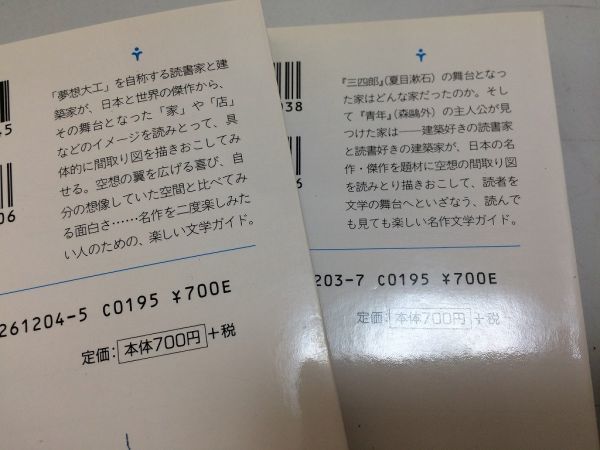 「夢想大工」を自称する読書家と建
築家が、日本と世界の傑作から、
その舞台となった「家」や「店」
などのイメージを読みとって、具
体的に間取り図を描きおこしてみ
せる。空想の翼を広げる喜び、自
分の想像していた空間と比べてみ
る面白さ……名作を二度楽しみた
い人のための、楽しい文学ガイド。
45
06
261204-5 C0195 ¥700E
定価：本体700円＋税
『三四郎』（夏目漱石）の舞台となっ
た家はどんな家だったのか。そし
て『青年』（森鷗外）の主人公が見
つけた家は――建築好きの読書家
と読書好きの建築家が、日本の名
作・傑作を題材に空想の間取り図
を読みとり描きおこして、読者を
文学の舞台へといざなう、読んで
も見ても楽しい名作文学ガイド。
038
6
203-7 C0195 ¥700E
定価：本体700円＋税